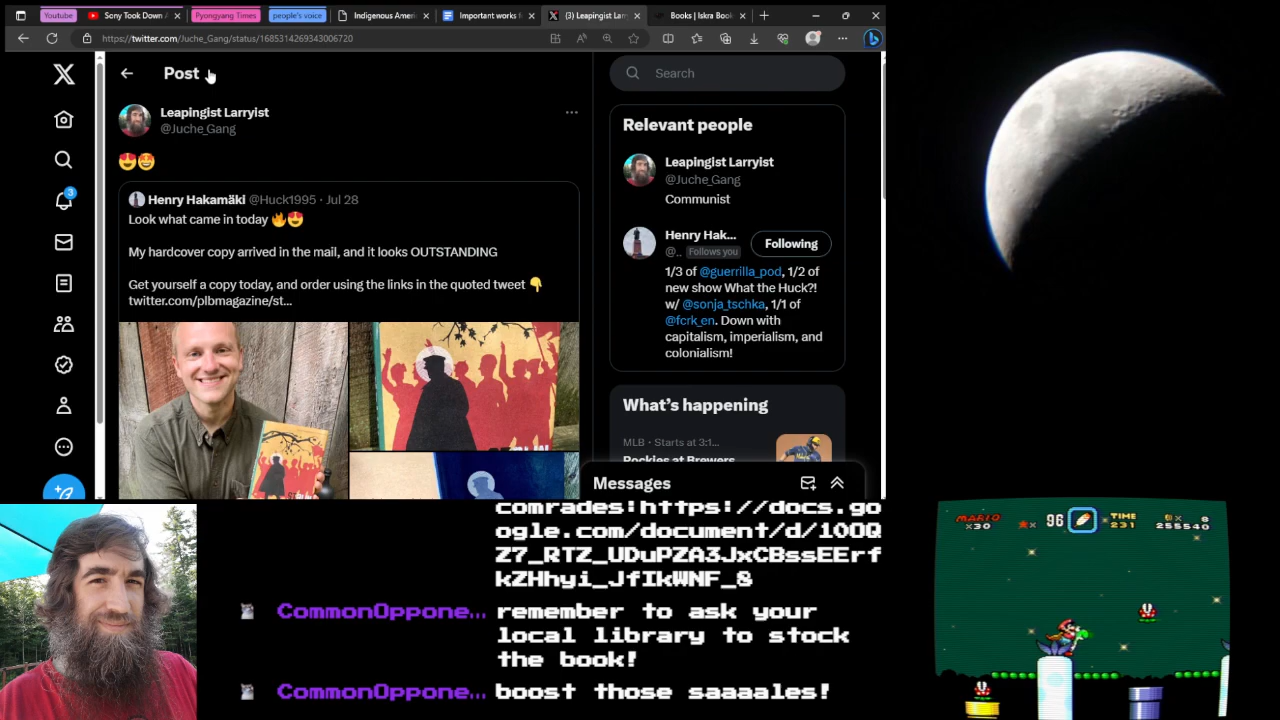 Youtube
Sony Took Down A
Pyongyang Times
people's voice
Indigenous Ameri
Important works f
(3) Leapingist Larr
Books | Iskra Book
https://twitter.com/Juche_Gang/status/1685314269343006720
Post
Leapingist Larryist
@Juche_Gang
😍🤩
Henry Hakamäki @Huck1995 · Jul 28
Look what came in today 🔥😍
My hardcover copy arrived in the mail, and it looks OUTSTANDING
Get yourself a copy today, and order using the links in the quoted tweet 👇
twitter.com/plbmagazine/st...
3
Search
Relevant people
Leapingist Larryist
@Juche_Gang
Communist
Henry Hak...
@.. Follows you
Following
1/3 of @guerrilla_pod, 1/2 of
new show What the Huck?!
w/ @sonja_tschka, 1/1 of
@fcrk_en. Down with
capitalism, imperialism, and
colonialism!
What's happening
MLB · Starts at 3:1...
Rockies at Brewers
Messages
comrades!https://docs.go
ogle.com/document/d/1OOQ
Z7_RTZ_UDuPZA3JxCBssEErf
kZHhyi_JfIkWNF_&
CommonOppone... remember to ask your
local library to stock
the book!
CommonOppone... boost those saaaales!
MARIO
x30
96
TIME
231
x 8
255540